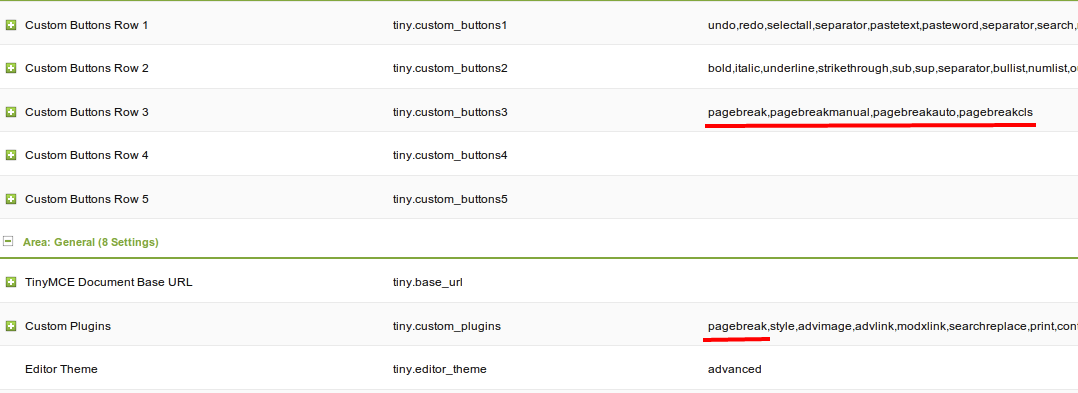 Custom Buttons Row 1 tiny.custom_buttons1 undo,redo,selectall,separator,pastetext,pasteword,separator,search,
Custom Buttons Row 2 tiny.custom_buttons2 bold,italic,underline,strikethrough,sub,sup,separator,bullist,numlist,
Custom Buttons Row 3 tiny.custom_buttons3 pagebreak,pagebreakmanual,pagebreakauto,pagebreakcls
Custom Buttons Row 4 tiny.custom_buttons4
Custom Buttons Row 5 tiny.custom_buttons5
Area: General (8 Settings)
TinyMCE Document Base URL tiny.base_url
Custom Plugins tiny.custom_plugins pagebreak,style,advimage,advlink,modxlink,searchreplace,print,
Editor Theme tiny.editor_theme advanced